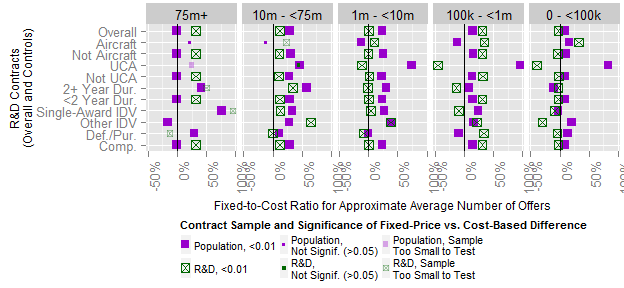 75m+ 10m - <75m 1m - <10m 100k - <1m 0 - <100k
R&D Contracts
(Overall and Controls)
Overall
Aircraft
Not Aircraft
UCA
Not UCA
2+ Year Dur.
<2 Year Dur.
Single-Award IDV
Other IDV
Def./Pur.
Comp.
-50% 0% 50% 100% -50% 0% 50% 100% -50% 0% 50% 100% -50% 0% 50% 100% -50% 0% 50% 100%
Fixed-to-Cost Ratio for Approximate Average Number of Offers
Contract Sample and Significance of Fixed-Price vs. Cost-Based Difference
Population, <0.01
Population,
Not Signif. (>0.05)
Population, Sample
Too Small to Test
R&D, <0.01
R&D,
Not Signif. (>0.05)
R&D, Sample
Too Small to Test